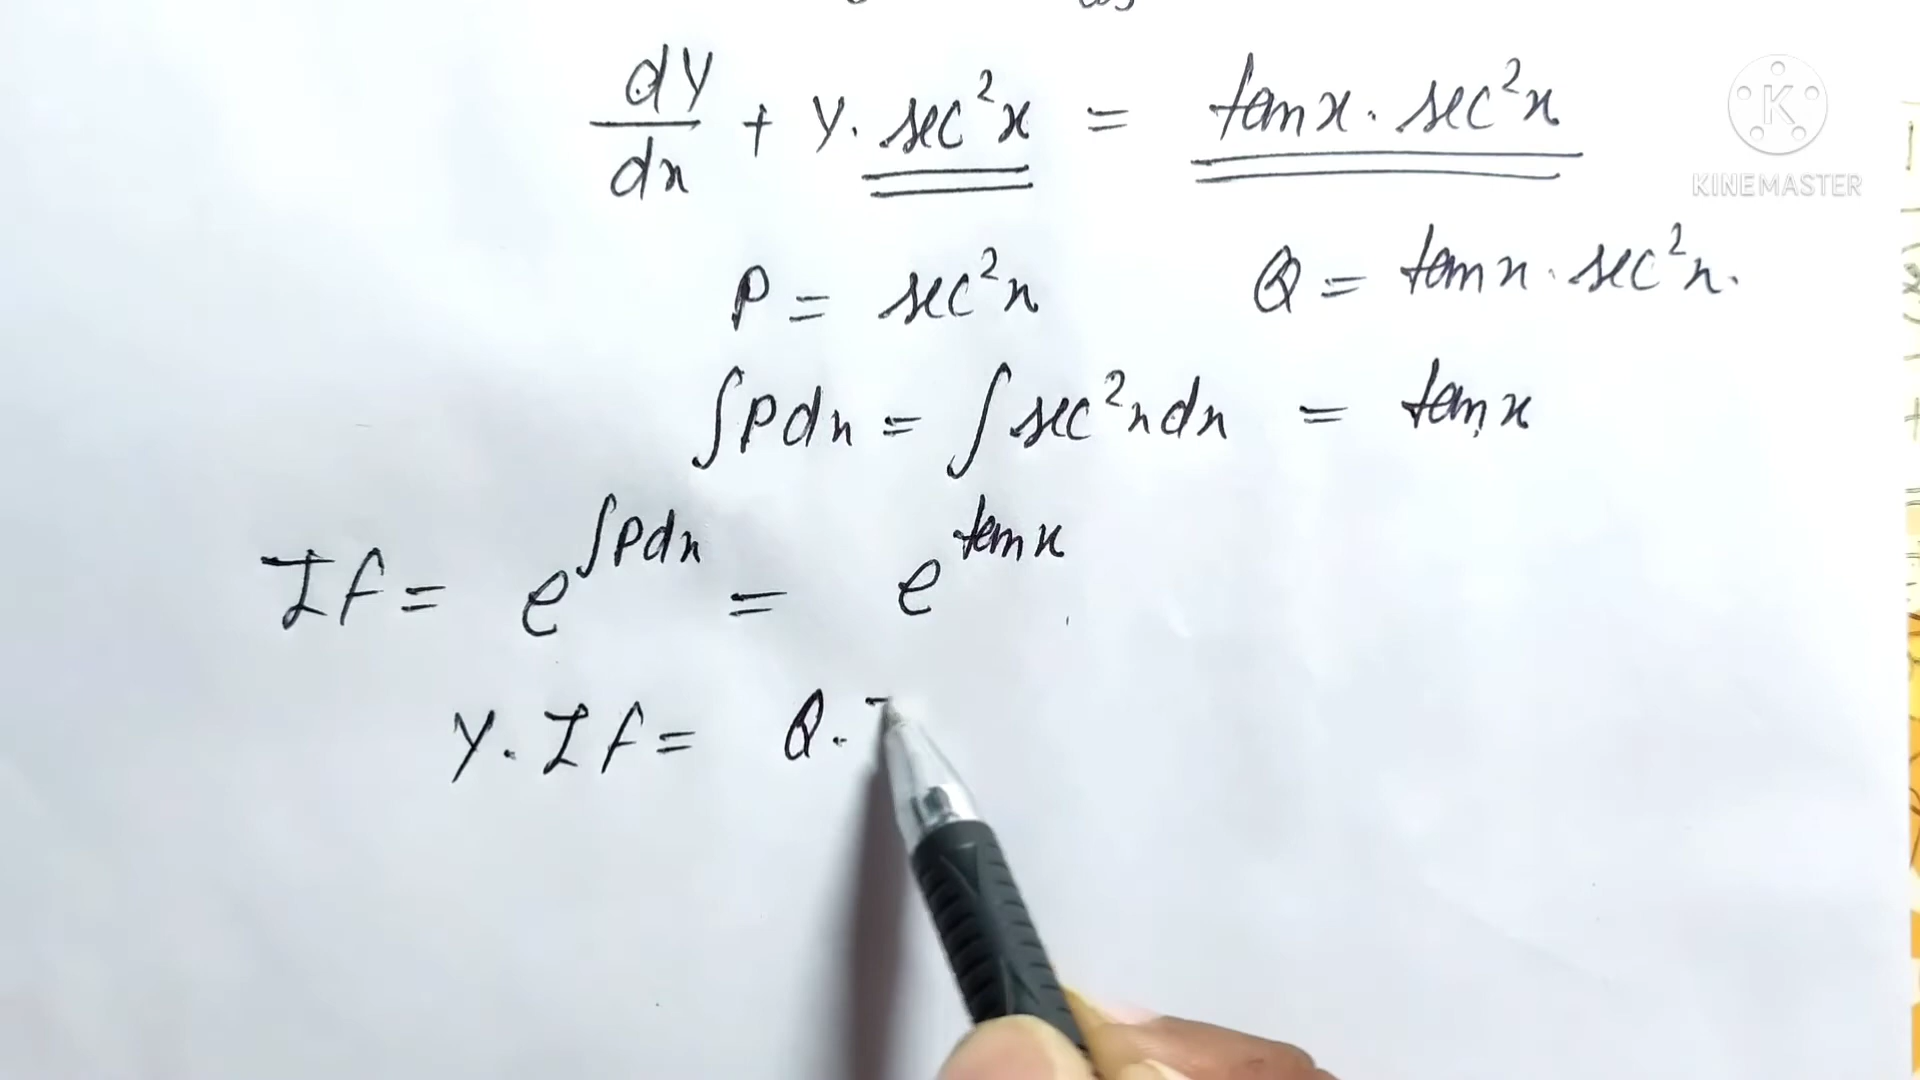 dy/dx + y. sec²x = tanx. sec²x
K
KINEMASTER
P = sec²x Q = tanx. sec²x.
∫Pdx = ∫sec²xdx = tanx
If = e^∫Pdx = e^tanx
y. If = Q.